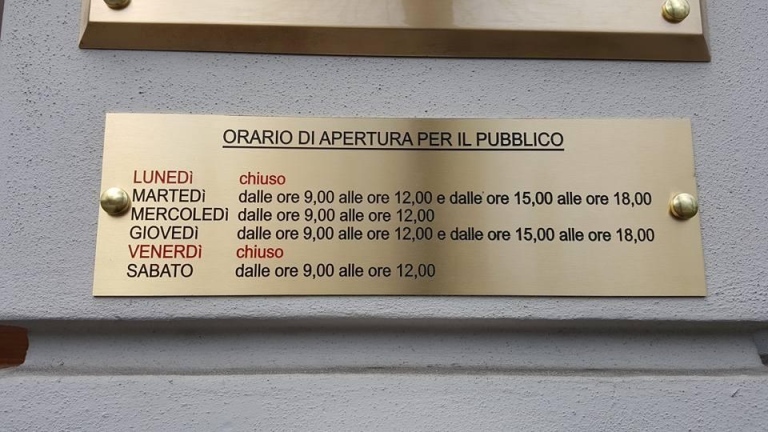 ORARIO DI APERTURA PER IL PUBBLICO
LUNEDì chiuso
MARTEDì dalle ore 9,00 alle ore 12,00 e dalle ore 15,00 alle ore 18,00
MERCOLEDì dalle ore 9,00 alle ore 12,00
GIOVEDì dalle ore 9,00 alle ore 12,00 e dalle ore 15,00 alle ore 18,00
VENERDì chiuso
SABATO dalle ore 9,00 alle ore 12,00